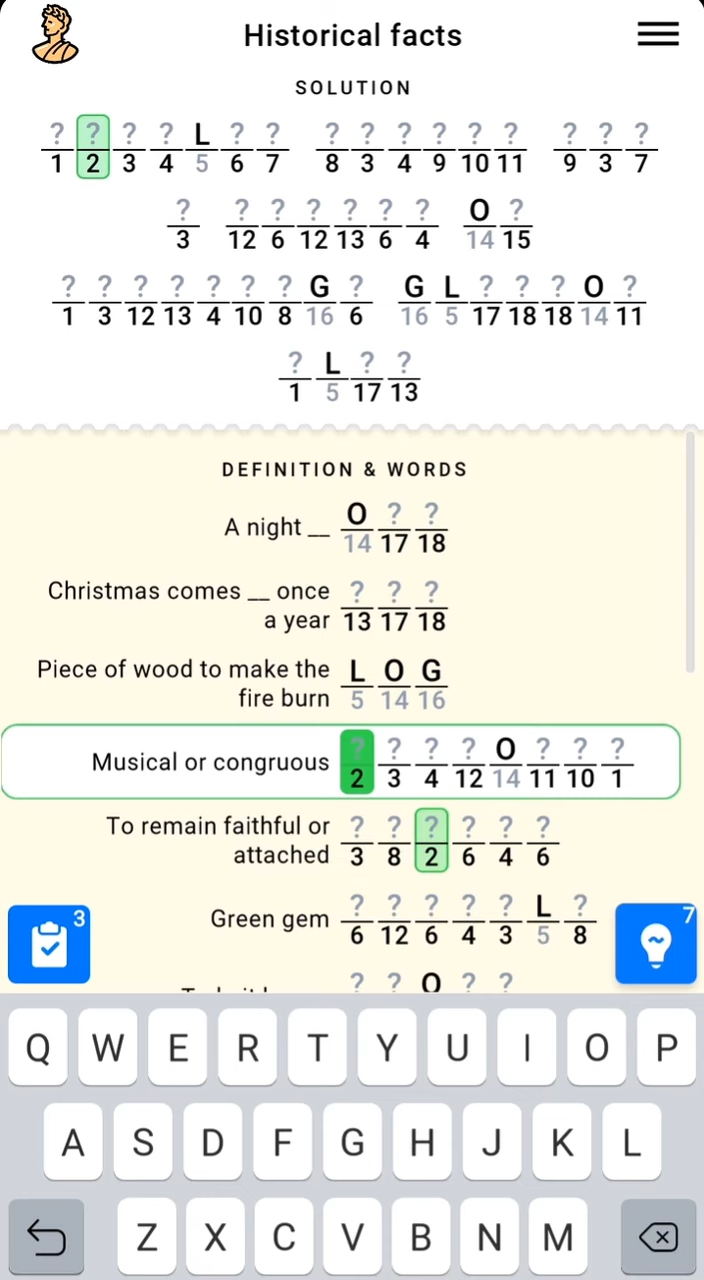 Historical facts
SOLUTION
? ? ? ? L ? ? ? ? ? ? ? ? ? ? ?
1 2 3 4 5 6 7 8 3 4 9 10 11 9 3 7
? ? ? ? ? ? ? O ?
3 12 6 12 13 6 4 14 15
? ? ? ? ? ? ? G ? G L ? ? ? O ?
1 3 12 13 4 10 8 16 6 16 5 17 18 18 14 11
? L ? ?
1 5 17 13
DEFINITION & WORDS
A night __ O ? ?
14 17 18
Christmas comes __ once ? ? ?
a year 13 17 18
Piece of wood to make the L O G
fire burn 5 14 16
Musical or congruous ? ? ? ? O ? ? ?
2 3 4 12 14 11 10 1
To remain faithful or ? ? ? ? ? ?
attached 3 8 2 6 4 6
Green gem ? ? ? ? ? L ?
6 12 6 4 3 5 8
? ? O ? ?
3
7
Q W E R T Y U I O P
A S D F G H J K L
Z X C V B N M